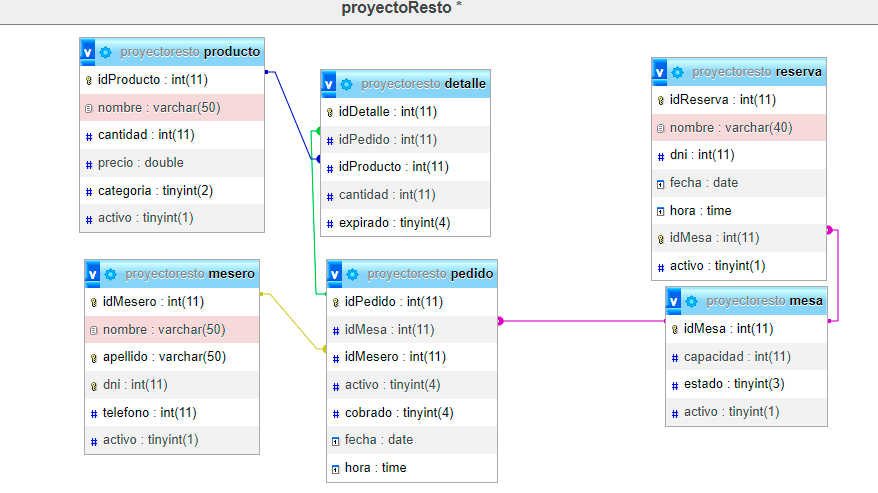 proyectoResto *
v proyectoresto producto
idProducto : int(11)
nombre : varchar(50)
# cantidad : int(11)
# precio : double
# categoria : tinyint(2)
# activo : tinyint(1)
v proyectoresto detalle
idDetalle : int(11)
# idPedido : int(11)
# idProducto : int(11)
# cantidad : int(11)
# expirado : tinyint(4)
v proyectoresto reserva
idReserva : int(11)
nombre : varchar(40)
# dni : int(11)
fecha : date
hora : time
idMesa : int(11)
# activo : tinyint(1)
v proyectoresto mesero
idMesero : int(11)
nombre : varchar(50)
apellido : varchar(50)
dni : int(11)
# telefono : int(11)
# activo : tinyint(1)
v proyectoresto pedido
idPedido : int(11)
# idMesa : int(11)
# idMesero : int(11)
# activo : tinyint(4)
# cobrado : tinyint(4)
fecha : date
hora : time
v proyectoresto mesa
idMesa : int(11)
# capacidad : int(11)
# estado : tinyint(3)
# activo : tinyint(1)